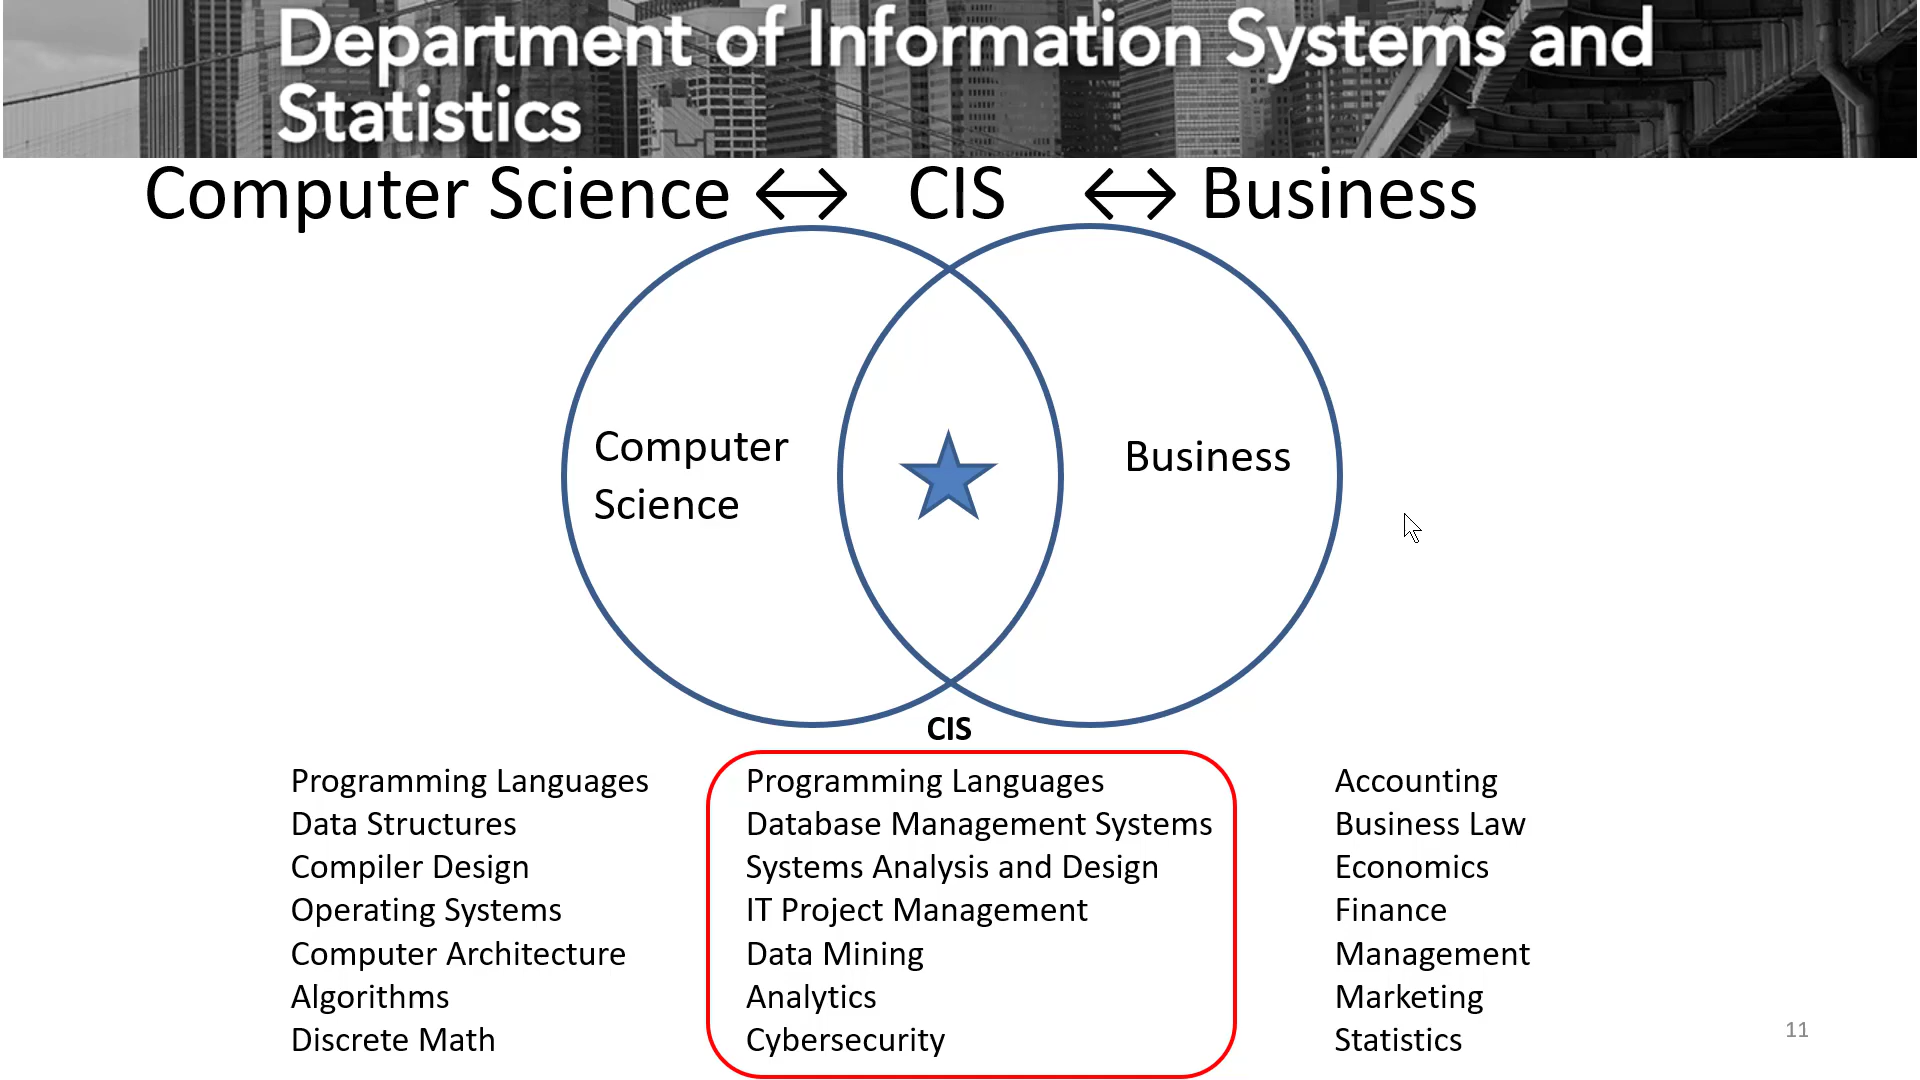 Department of Information Systems and
Statistics
Computer Science ↔ CIS ↔ Business
Computer
Science
Business
CIS
Programming Languages
Data Structures
Compiler Design
Operating Systems
Computer Architecture
Algorithms
Discrete Math
Programming Languages
Database Management Systems
Systems Analysis and Design
IT Project Management
Data Mining
Analytics
Cybersecurity
Accounting
Business Law
Economics
Finance
Management
Marketing
Statistics
11